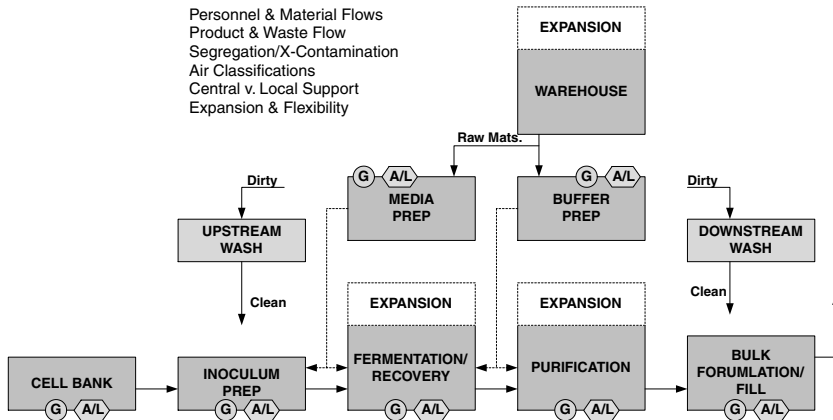 Personnel & Material Flows
Product & Waste Flow
Segregation/X-Contamination
Air Classifications
Central v. Local Support
Expansion & Flexibility
EXPANSION
WAREHOUSE
Raw Mats.
Dirty
G
A/L
MEDIA
PREP
G
A/L
BUFFER
PREP
Dirty
UPSTREAM
WASH
DOWNSTREAM
WASH
Clean
EXPANSION
EXPANSION
Clean
CELL BANK
G
A/L
INOCULUM
PREP
G
A/L
FERMENTATION/
RECOVERY
G
A/L
PURIFICATION
G
A/L
BULK
FORUMLATION/
FILL
G
A/L